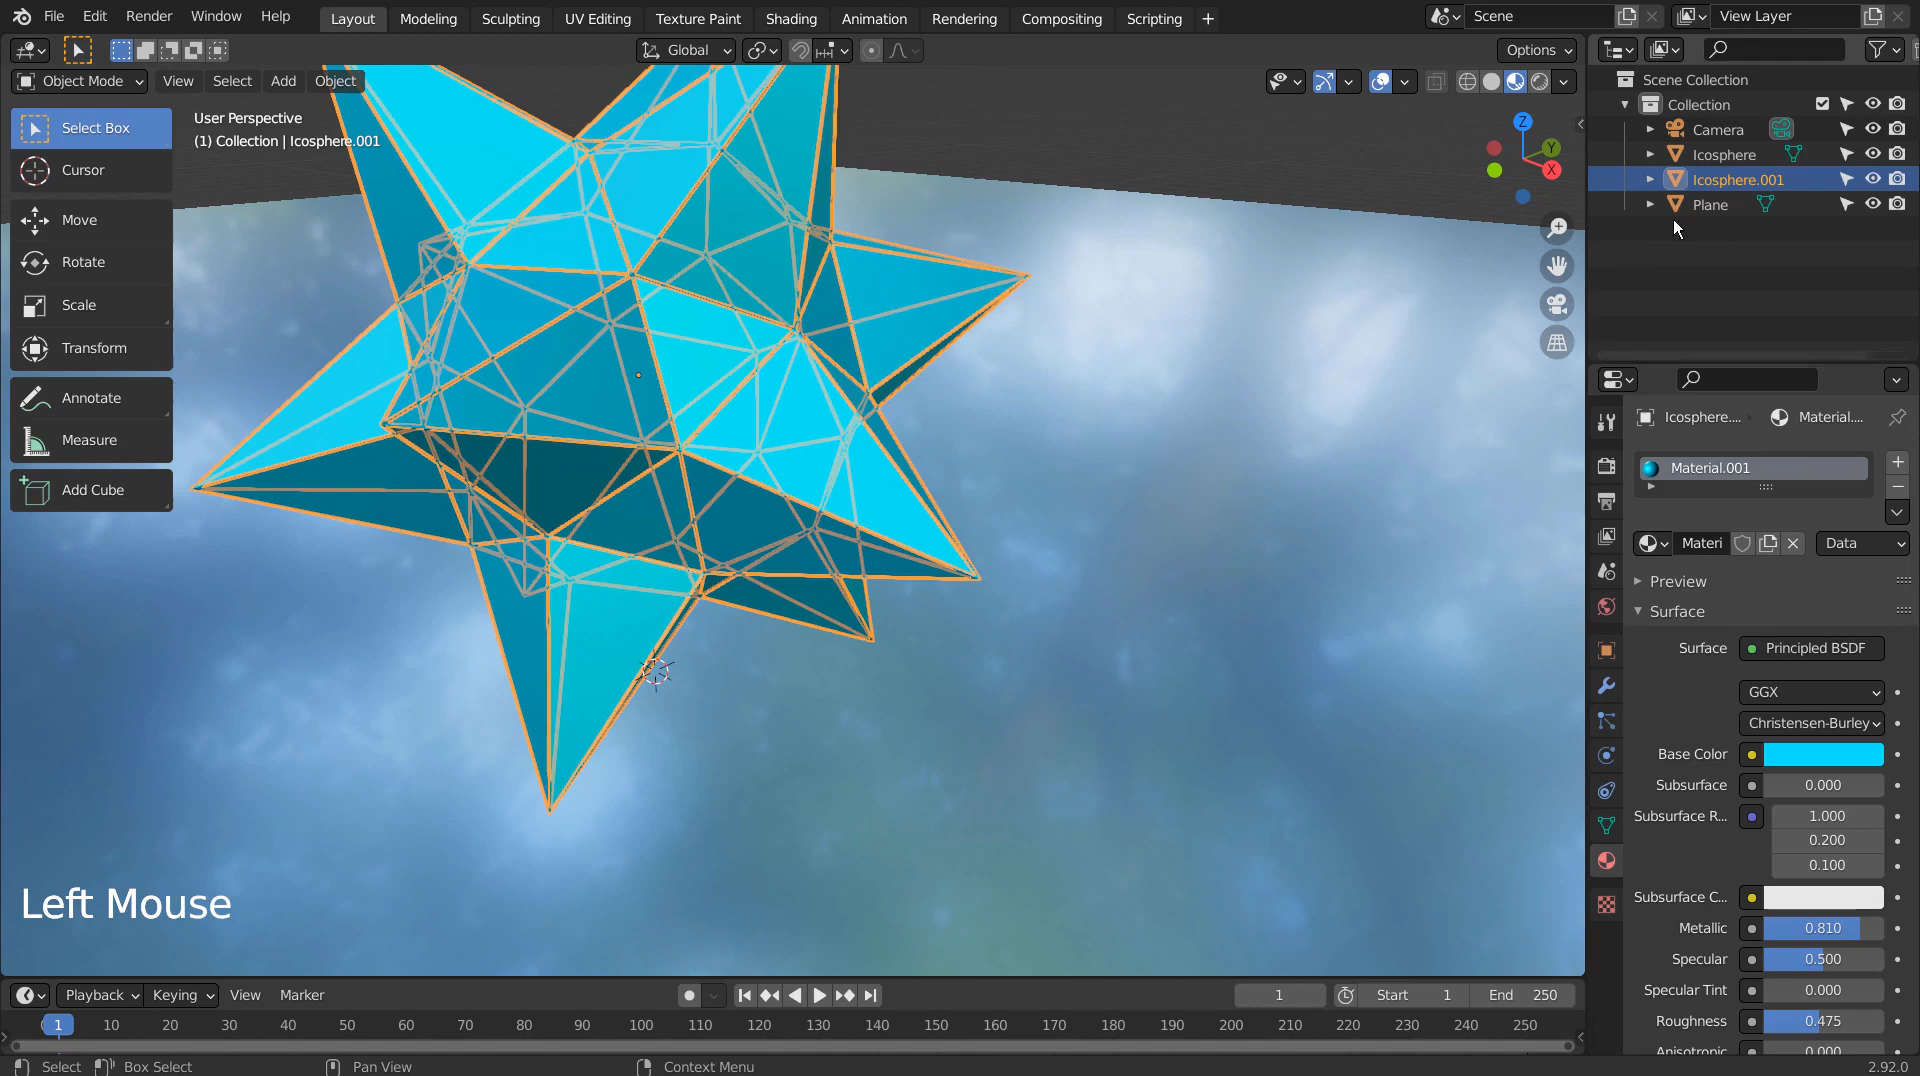 File Edit Render Window Help Layout Modeling Sculpting UV Editing Texture Paint Shading Animation Rendering Compositing Scripting + Scene View Layer
Global Options
Object Mode View Select Add Object
Select Box
Cursor
Move
Rotate
Scale
Transform
Annotate
Measure
Add Cube
User Perspective
(1) Collection | Icosphere.001
Z
Y
X
Scene Collection
Collection
Camera
Icosphere
Icosphere.001
Plane
Icosphere.... Material....
Material.001
Materi Data
Preview
Surface
Surface Principled BSDF
GGX
Christensen-Burley
Base Color
Subsurface 0.000
Subsurface R... 1.000
0.200
0.100
Subsurface C...
Metallic 0.810
Specular 0.500
Specular Tint 0.000
Roughness 0.475
Anisotropic 0.000
Left Mouse
Playback Keying View Marker 1 Start 1 End 250
1 10 20 30 40 50 60 70 80 90 100 110 120 130 140 150 160 170 180 190 200 210 220 230 240 250
Select Box Select Pan View Context Menu 2.92.0